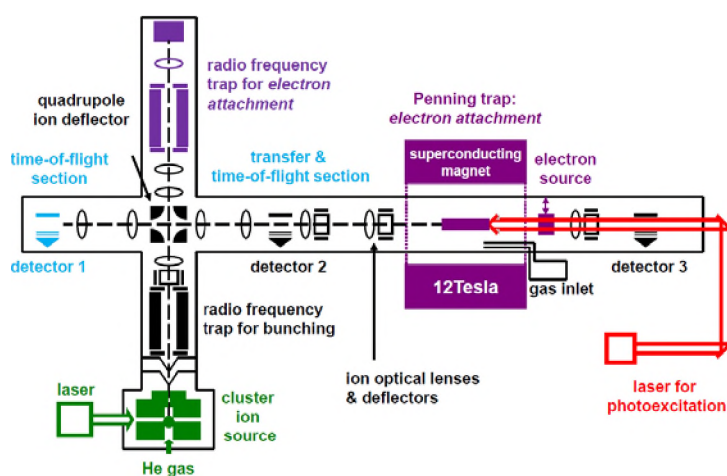 radio frequency
trap for electron
attachment
quadrupole
ion deflector
Penning trap:
electron attachment
time-of-flight
section
transfer &
time-of-flight section
superconducting
magnet
electron
source
detector 1
detector 2
detector 3
12Tesla
gas inlet
radio frequency
trap for bunching
ion optical lenses
& deflectors
laser
cluster
ion
source
He gas
laser for
photoexcitation